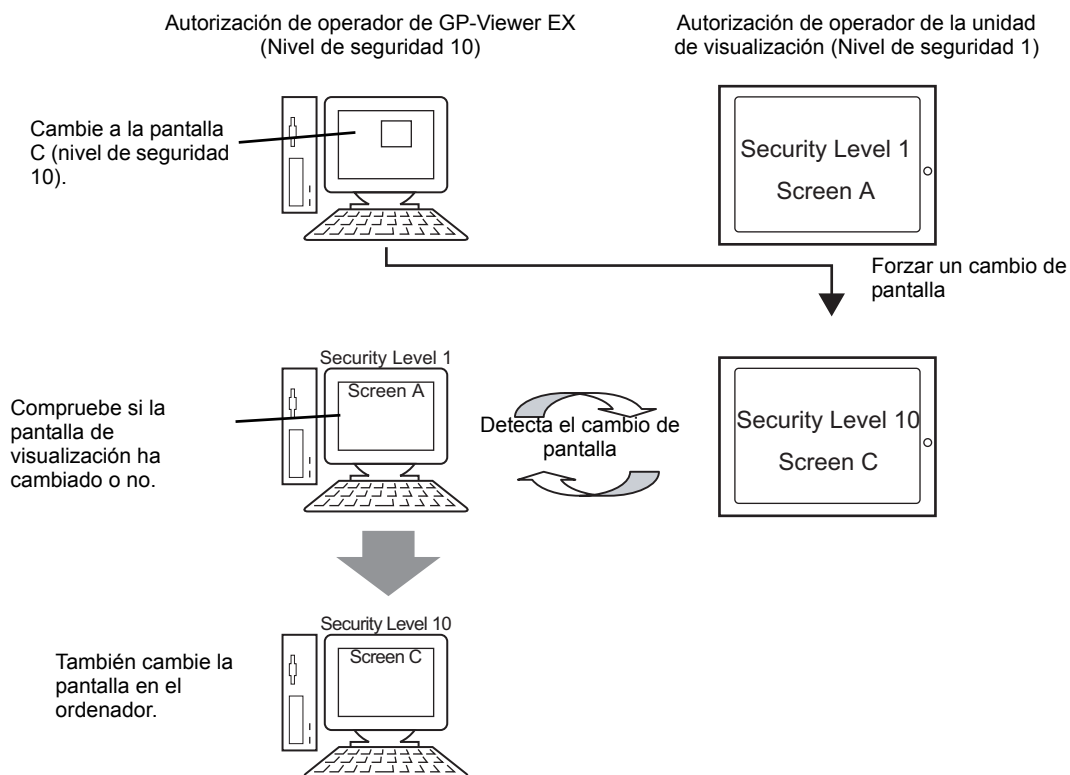 Autorización de operador de GP-Viewer EX
(Nivel de seguridad 10)
Autorización de operador de la unidad
de visualización (Nivel de seguridad 1)
Cambie a la pantalla
C (nivel de seguridad
10).
Security Level 1
Screen A
Forzar un cambio de
pantalla
Security Level 1
Screen A
Compruebe si la
pantalla de
visualización ha
cambiado o no.
Detecta el cambio de
pantalla
Security Level 10
Screen C
Security Level 10
Screen C
También cambie la
pantalla en el
ordenador.